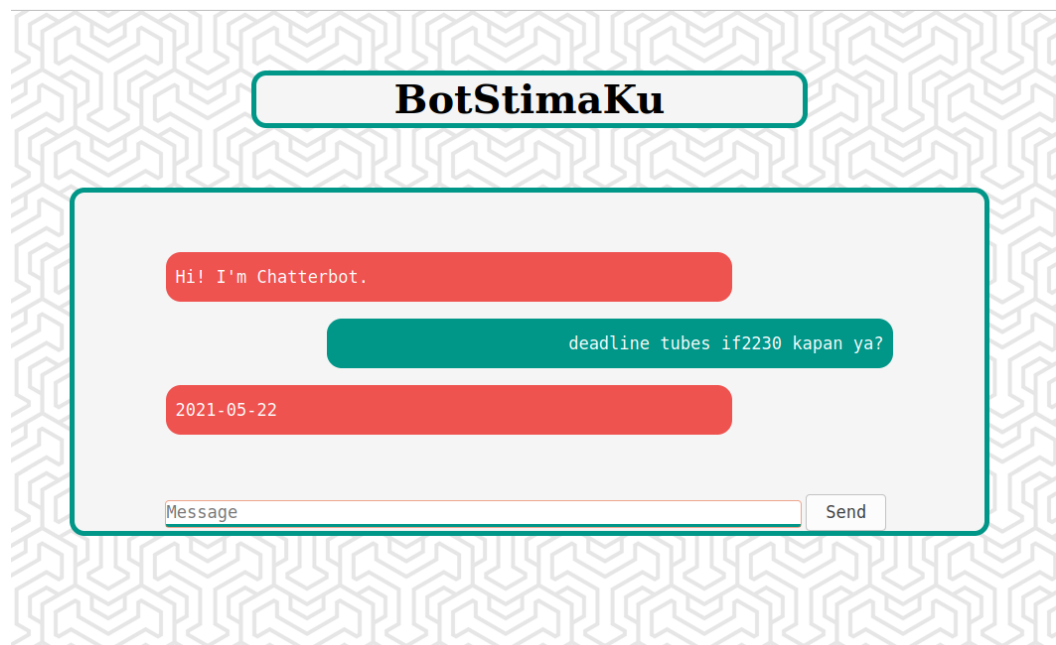 BotStimaKu
Hi! I'm Chatterbot.
deadline tubes if2230 kapan ya?
2021-05-22
Message
Send